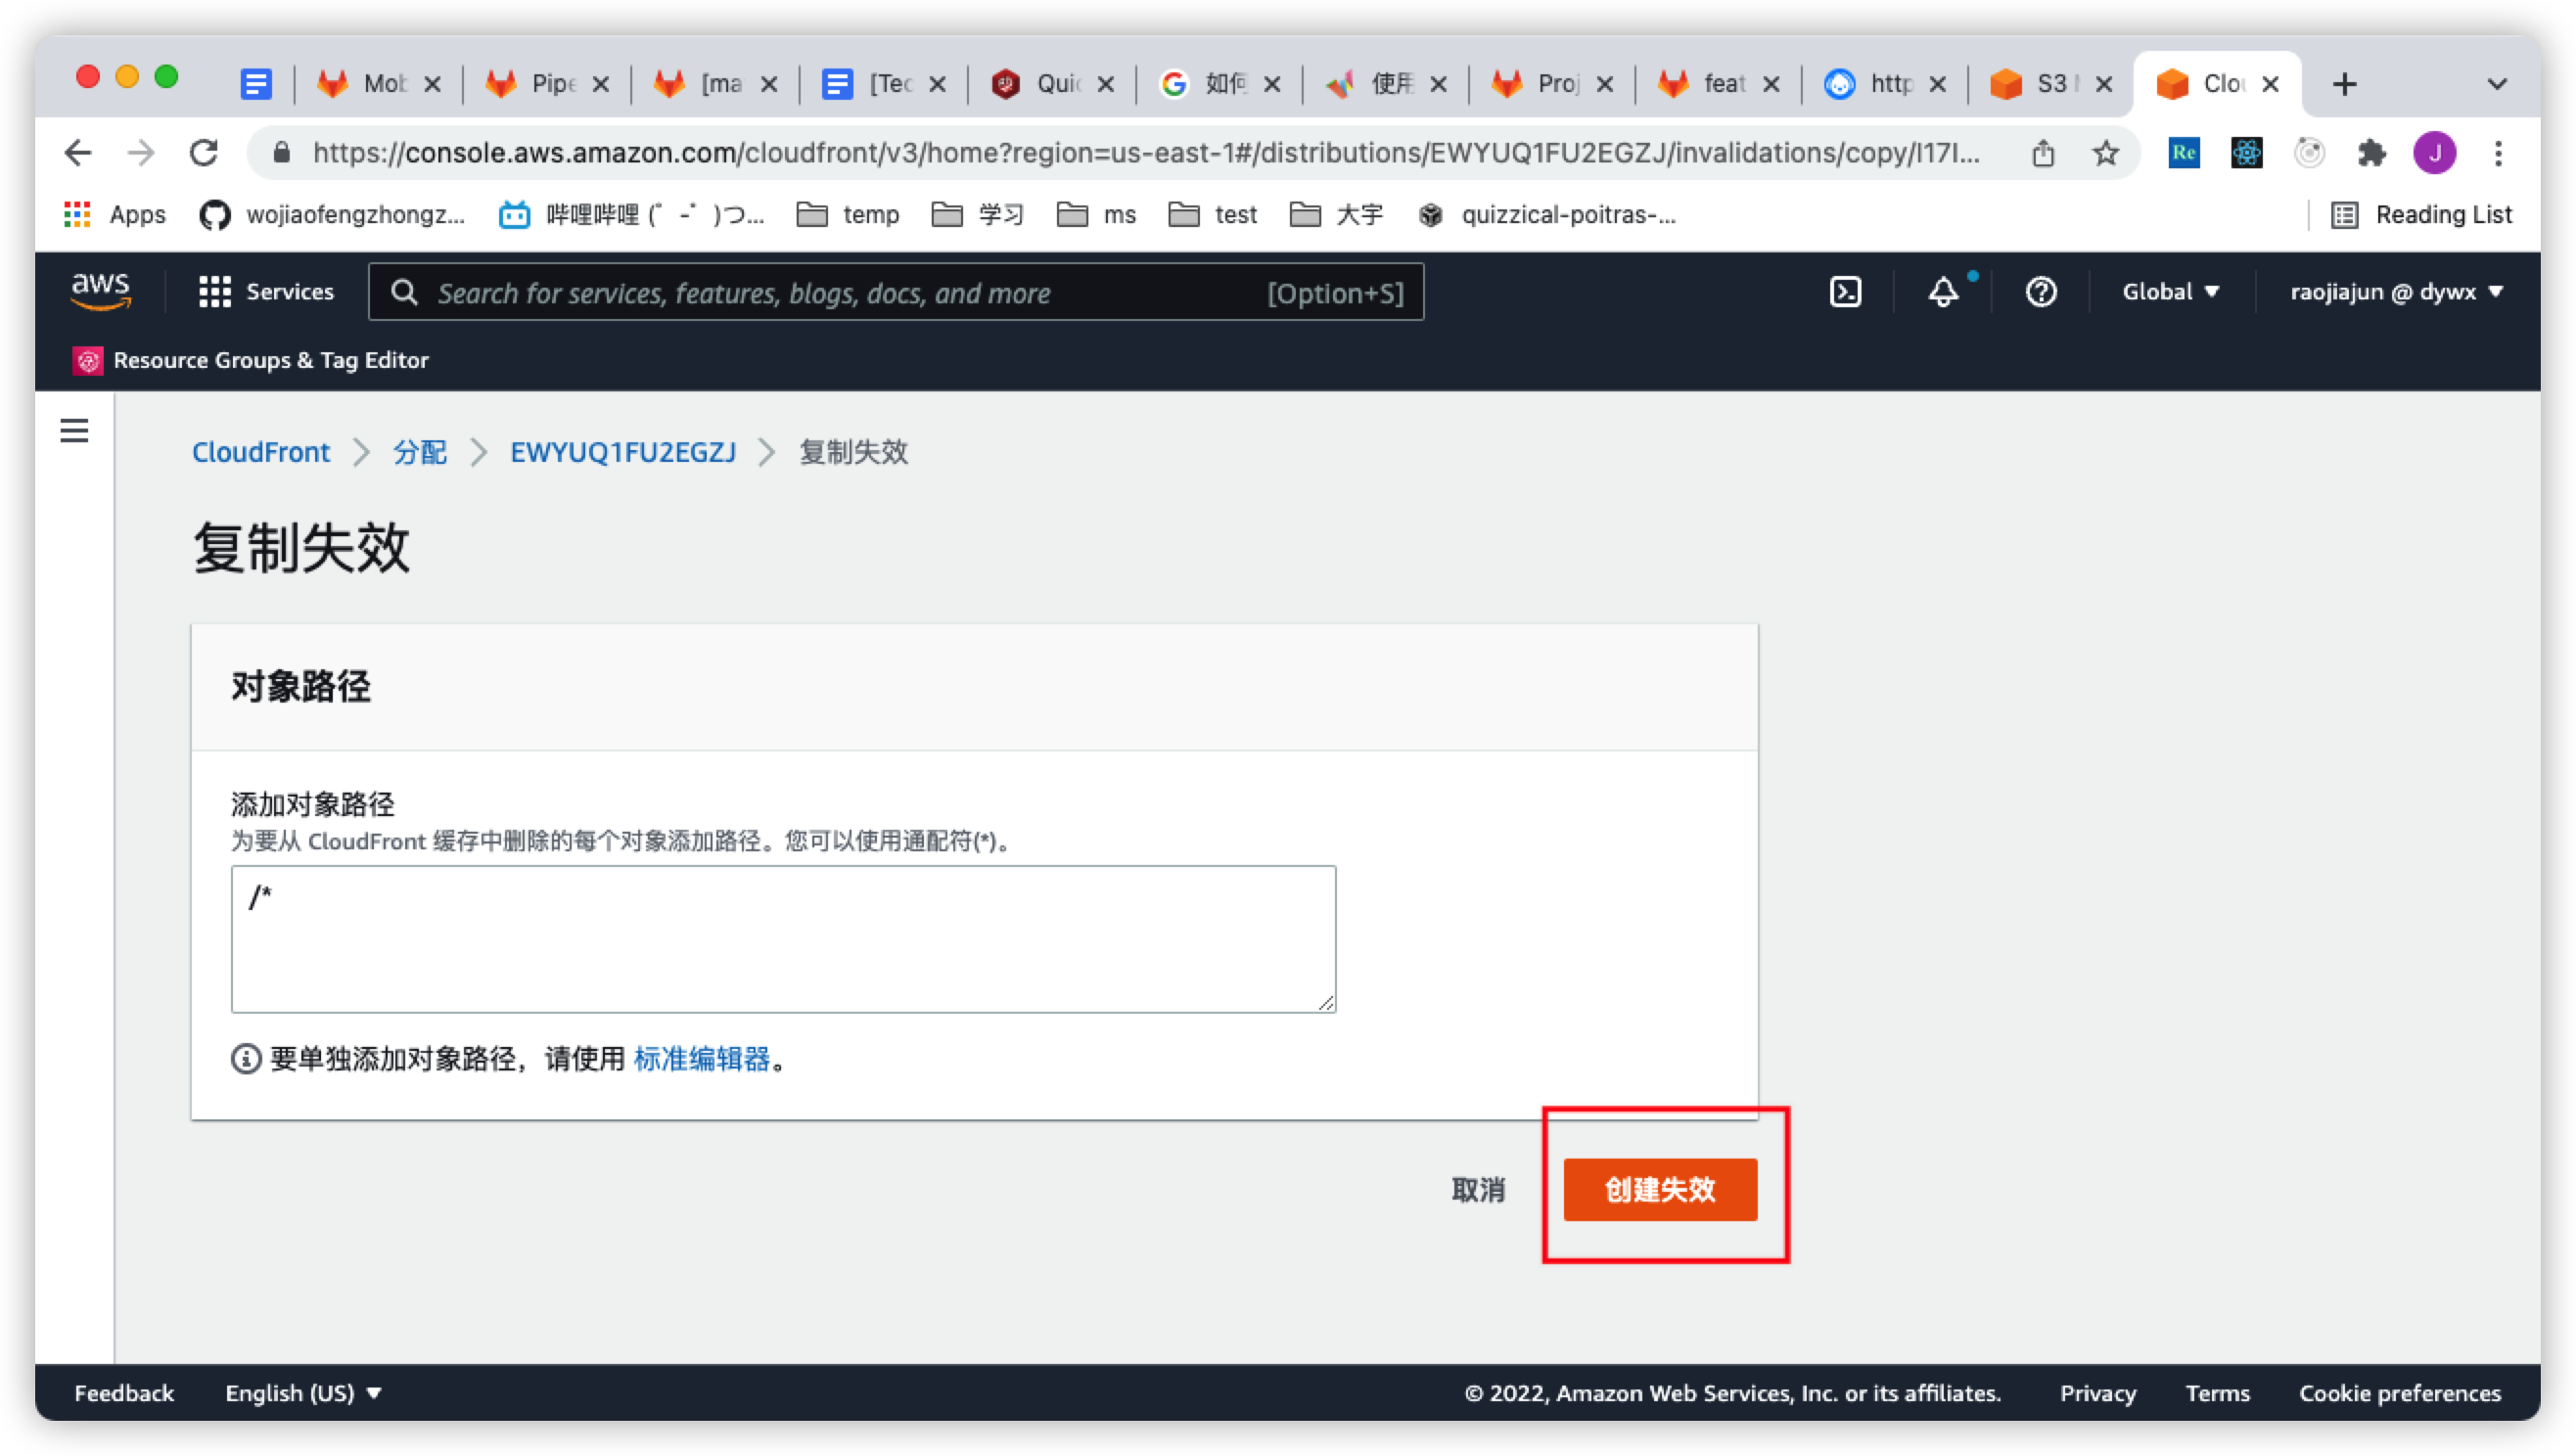 Mob
Pipe
[ma
[Tec
Quic
如何
使用
Proj
feat
http
S3
Clou
https://console.aws.amazon.com/cloudfront/v3/home?region=us-east-1#/distributions/EWYUQ1FU2EGZJ/invalidations/copy/I17I...
Re
J
Apps
wojiaofengzhongz...
哔哩哔哩 (゜-゜)つ...
temp
学习
ms
test
大宇
quizzical-poitras-...
Reading List
aws
Services
Search for services, features, blogs, docs, and more
[Option+S]
Global
raojiajun @ dywx
Resource Groups & Tag Editor
CloudFront
分配
EWYUQ1FU2EGZJ
复制失效
复制失效
对象路径
添加对象路径
为要从 CloudFront 缓存中删除的每个对象添加路径。您可以使用通配符(*)。
/*
要单独添加对象路径，请使用 标准编辑器。
取消
创建失效
Feedback
English (US)
© 2022, Amazon Web Services, Inc. or its affiliates.
Privacy
Terms
Cookie preferences